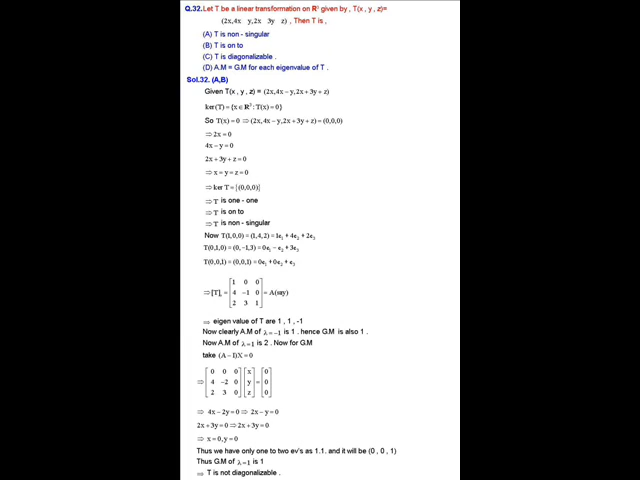 Q.32. Let T be a linear transformation on R³ given by , T(x , y , z)=
(2x,4x y,2x 3y z) , Then T is ,
(A) T is non - singular
(B) T is on to
(C) T is diagonalizable .
(D) A.M = G.M for each eigenvalue of T .
Sol.32. (A,B)
Given T(x , y , z) = (2x,4x − y,2x + 3y + z)
ker(T) = {x ∈ R³ : T(x) = 0}
So T(x) = 0 ⇒ (2x,4x − y,2x + 3y + z) = (0,0,0)
⇒ 2x = 0
4x − y = 0
2x + 3y + z = 0
⇒ x = y = z = 0
⇒ ker T = {(0,0,0)}
⇒ T is one - one
⇒ T is on to
⇒ T is non - singular
Now T(1,0,0) = (1,4,2) = 1e₁ + 4e₂ + 2e₃
T(0,1,0) = (0,−1,3) = 0e₁ − e₂ + 3e₃
T(0,0,1) = (0,0,1) = 0e₁ + 0e₂ + e₃
⇒ [T] = [1 0 0; 4 −1 0; 2 3 1] = A(say)
⇒ eigen value of T are 1 , 1 , -1
Now clearly A.M of λ=−1 is 1 . hence G.M is also 1 .
Now A.M of λ=1 is 2 . Now for G.M
take (A − I)X = 0
⇒ [0 0 0; 4 −2 0; 2 3 0] [x; y; z] = [0; 0; 0]
⇒ 4x − 2y = 0 ⇒ 2x − y = 0
2x + 3y = 0 ⇒ 2x + 3y = 0
⇒ x = 0, y = 0
Thus we have only one to two ev's as 1.1. and it will be (0 , 0 , 1)
Thus G.M of λ=1 is 1
⇒ T is not diagonalizable .